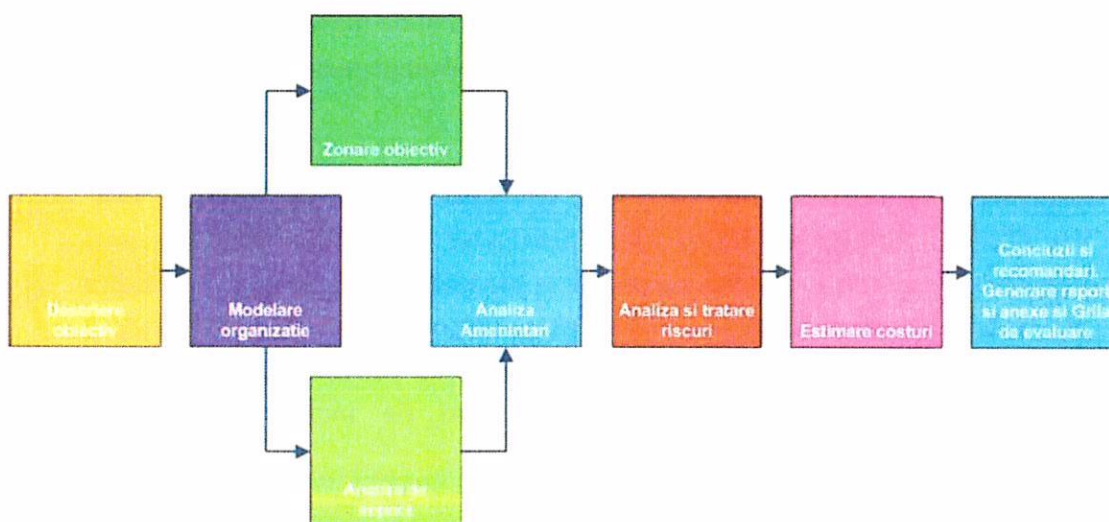 Zonare obiectiv
Descriere
obiectiv
Modelare
organizatie
Analiza
Amenintari
Analiza si tratare
riscuri
Estimare costuri
Concluzii si
recomandari.
Generare raport
si anexe si Grila
de evaluare
Analiza de